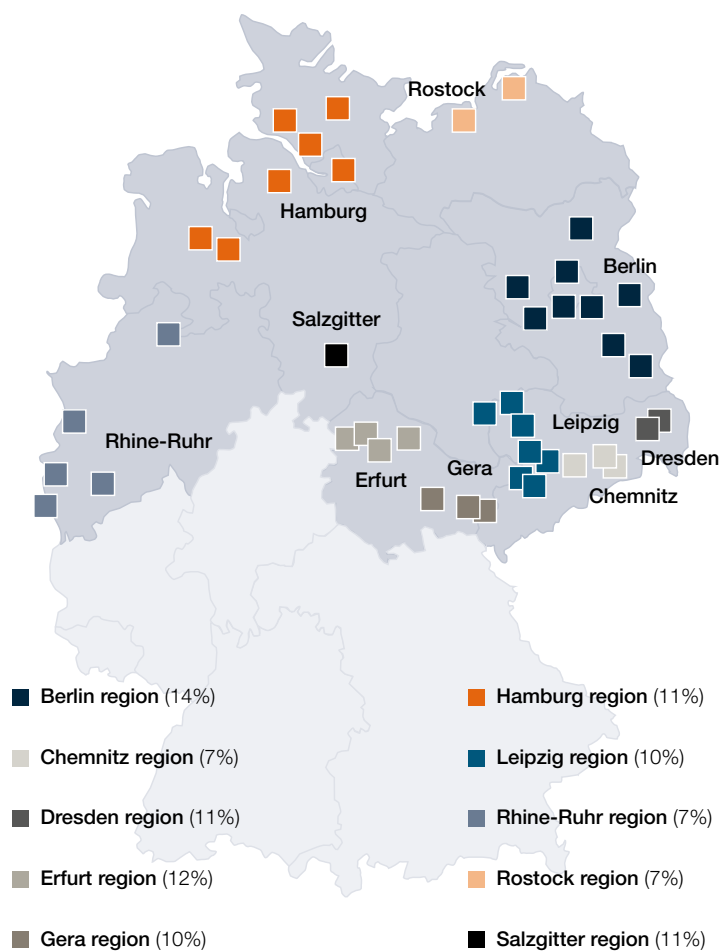 Rostock
Hamburg
Berlin
Salzgitter
Rhine-Ruhr
Leipzig
Dresden
Gera
Erfurt
Chemnitz
Berlin region (14%)
Hamburg region (11%)
Chemnitz region (7%)
Leipzig region (10%)
Dresden region (11%)
Rhine-Ruhr region (7%)
Erfurt region (12%)
Rostock region (7%)
Gera region (10%)
Salzgitter region (11%)